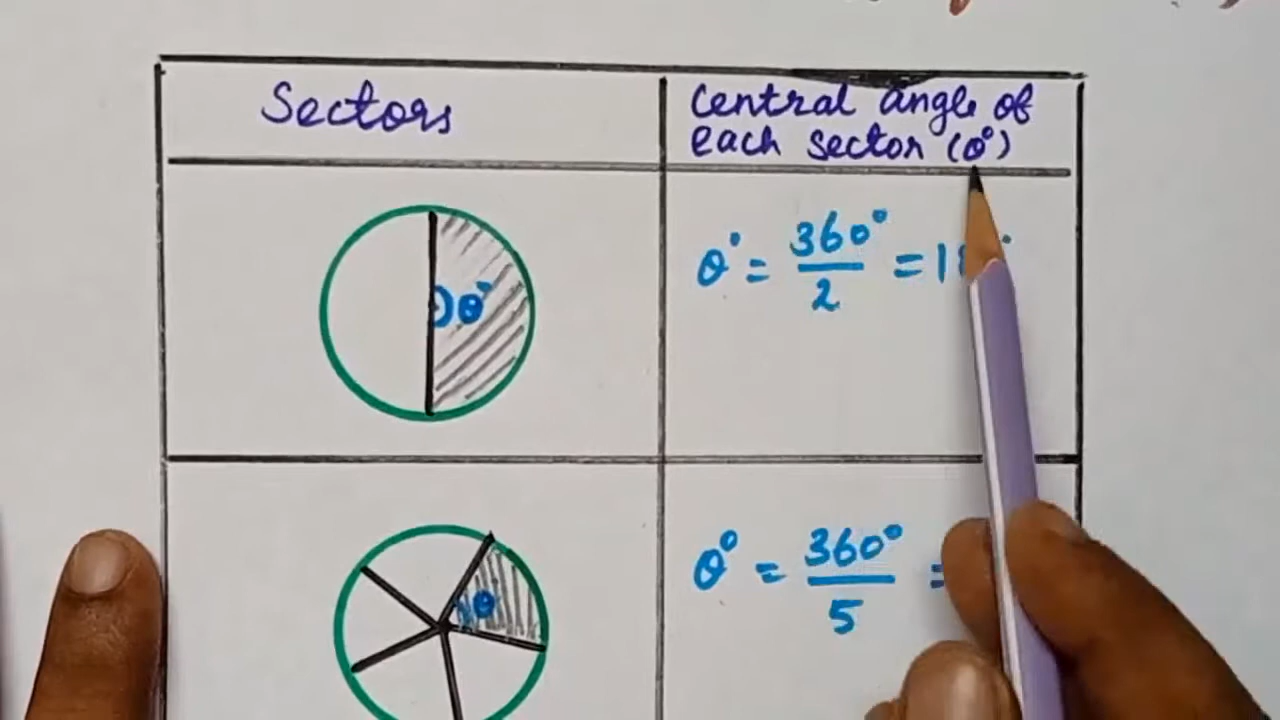 Sectors
Central angle of
each sector (θ°)
θ°
θ° = 360°/2 = 1
θ
θ° = 360°/5 =